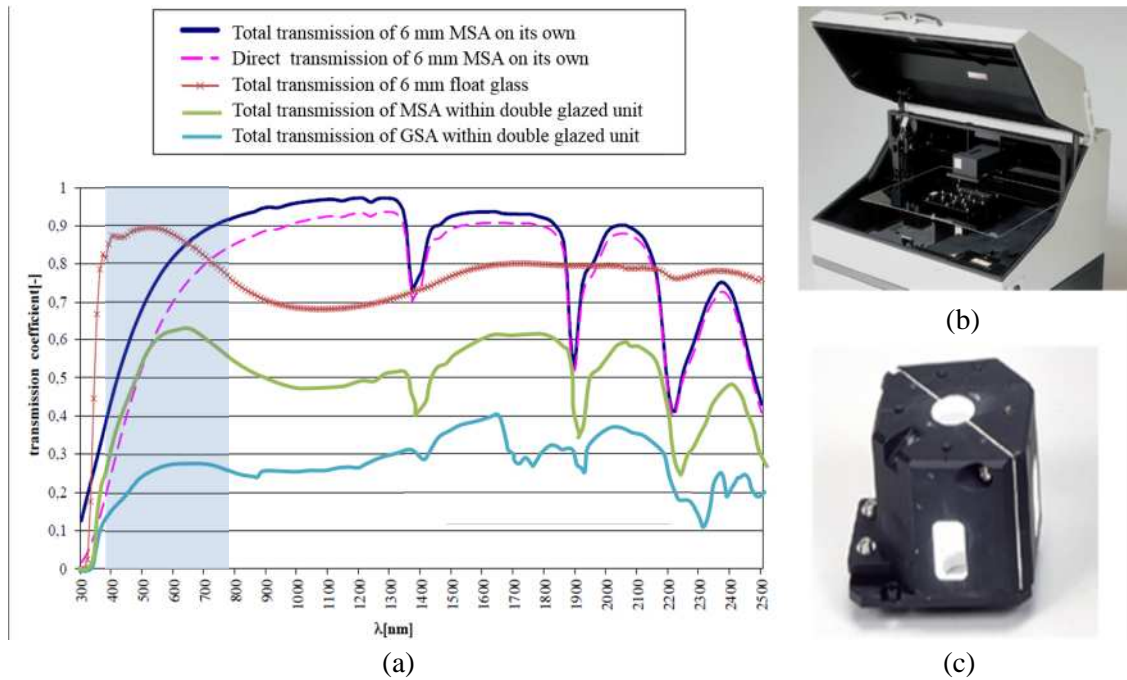 Total transmission of 6 mm MSA on its own
Direct transmission of 6 mm MSA on its own
Total transmission of 6 mm float glass
Total transmission of MSA within double glazed unit
Total transmission of GSA within double glazed unit
transmission coefficient[-]
1
0,9
0,8
0,7
0,6
0,5
0,4
0,3
0,2
0,1
0
300 400 500 600 700 800 900 1000 1100 1200 1300 1400 1500 1600 1700 1800 1900 2000 2100 2200 2300 2400 2500
λ[nm]
(a)
(b)
(c)